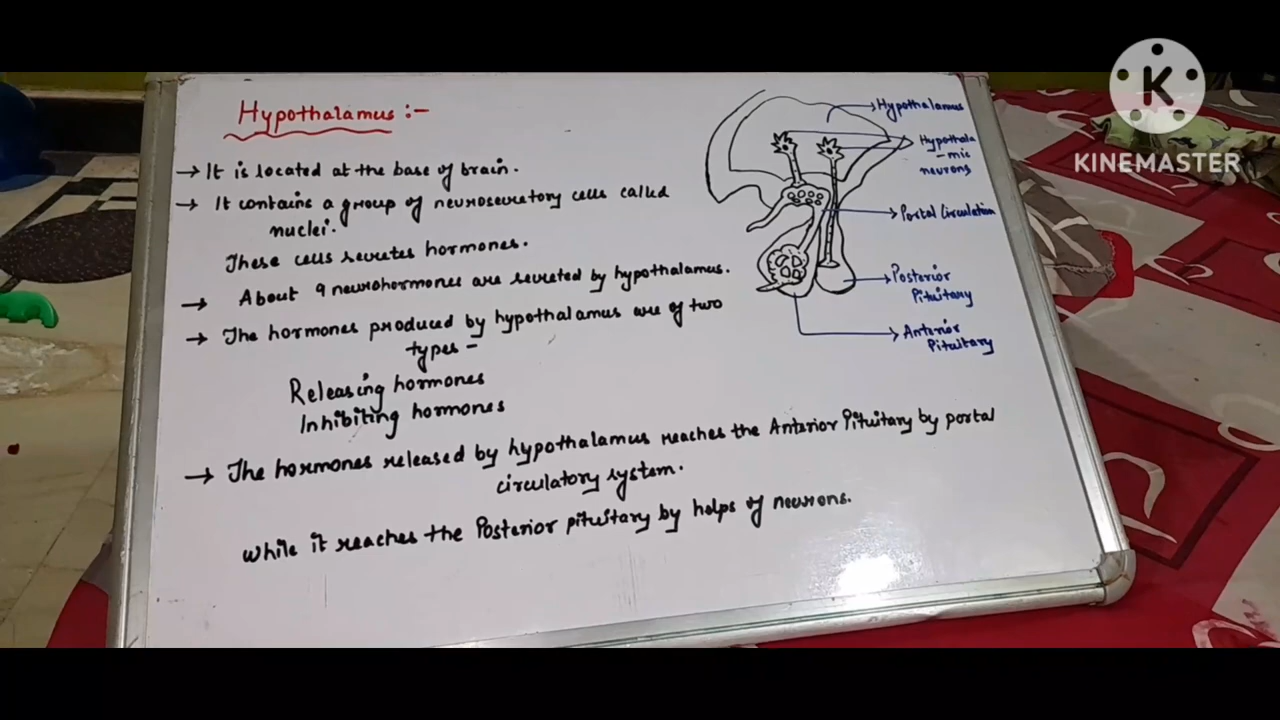 Hypothalamus :-
→ It is located at the base of brain.
→ It contains a group of neurosecretory cells called
nuclei.
These cells secretes hormones.
→ About 9 neurohormones are secreted by hypothalamus.
→ The hormones produced by hypothalamus are of two
types -
Releasing hormones
Inhibiting hormones
→ The hormones released by hypothalamus reaches the Anterior Pituitary by portal
circulatory system.
While it reaches the Posterior pituitary by helps of neurons.
Hypothalamus
Hypothala
-mic
neurons
Portal Circulation
Posterior
Pituitary
Anterior
Pituitary
K
KINEMASTER